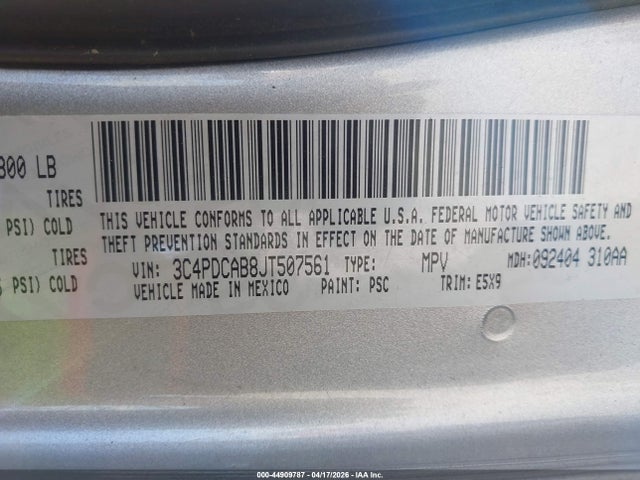 800 LB
TIRES
PSI) COLD
TIRES
PSI) COLD
THIS VEHICLE CONFORMS TO ALL APPLICABLE U.S.A. FEDERAL MOTOR VEHICLE SAFETY AND
THEFT PREVENTION STANDARDS IN EFFECT ON THE DATE OF MANUFACTURE SHOWN ABOVE.
VIN: 3C4PDCAB8JT507561 TYPE: MPV MDH: 092404 310AA
VEHICLE MADE IN MEXICO PAINT: PSC TRIM: E5X9
000-44909787 - 04/17/2026 - IAA Inc.